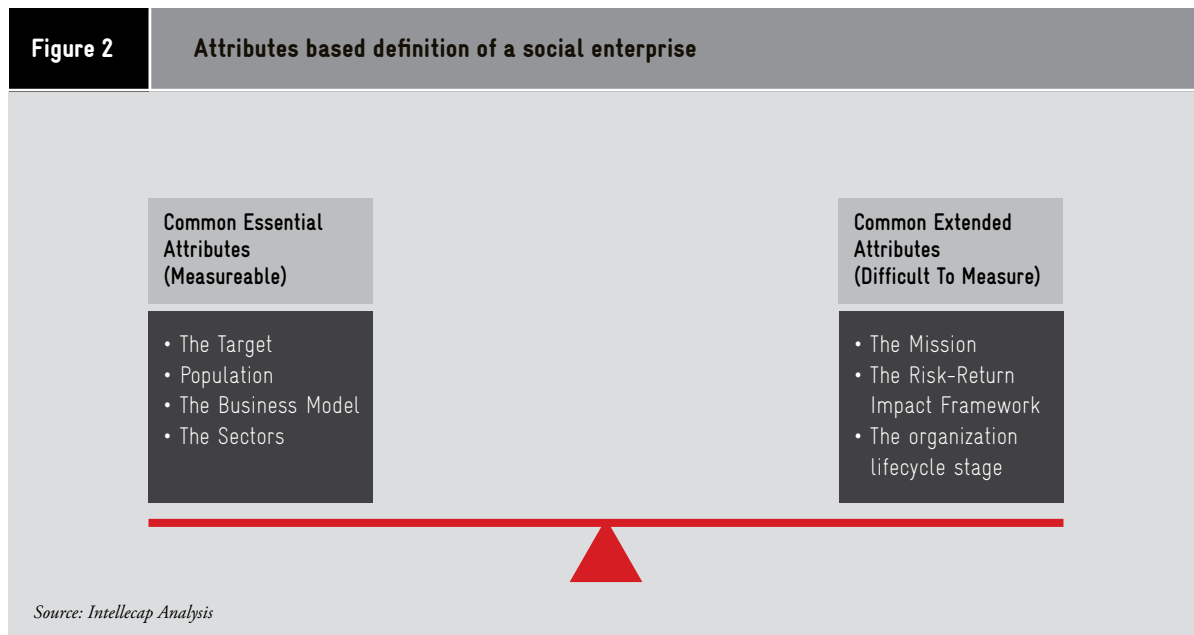 Figure 2
Attributes based definition of a social enterprise
Common Essential
Attributes
(Measureable)
• The Target
• Population
• The Business Model
• The Sectors
Common Extended
Attributes
(Difficult To Measure)
• The Mission
• The Risk-Return
Impact Framework
• The organization
lifecycle stage
Source: Intellecap Analysis